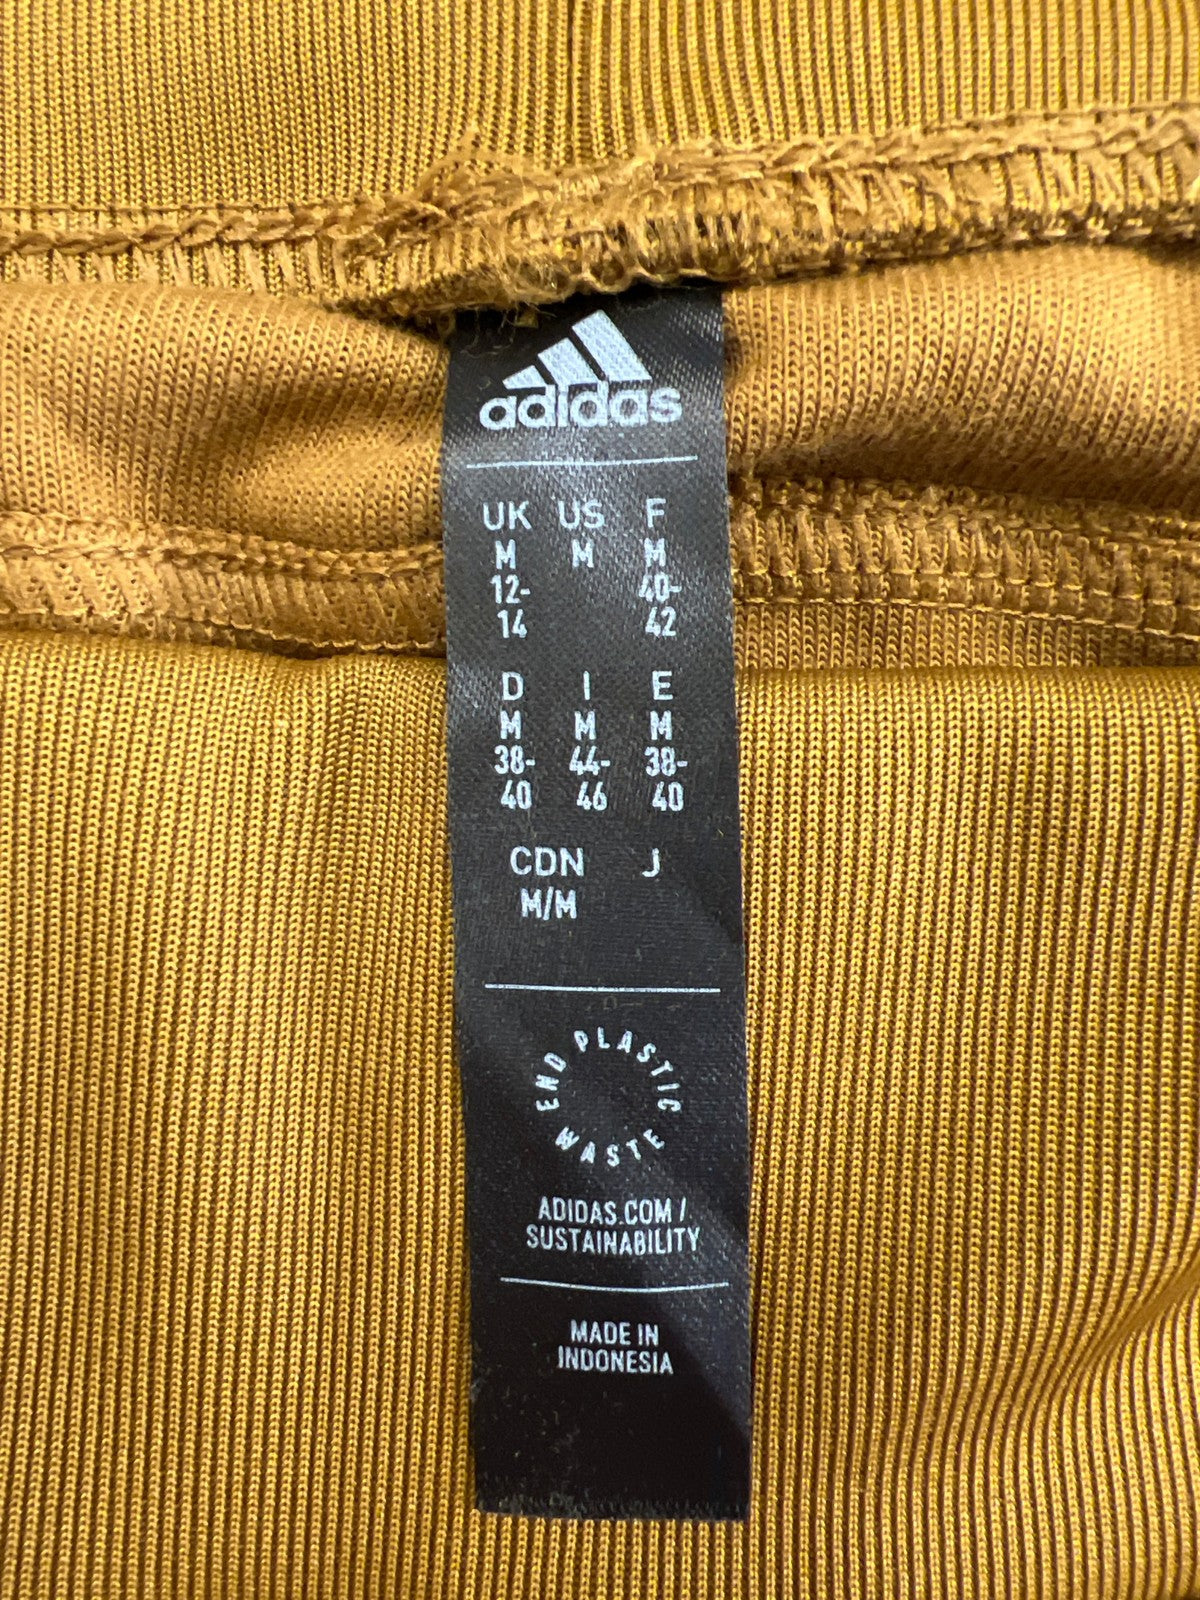 adidas
UK US F
M M M
12- 40-
14 42
D I E
M M M
38- 44- 38-
40 46 40
CDN J
M/M
END PLASTIC WASTE
ADIDAS.COM /
SUSTAINABILITY
MADE IN
INDONESIA